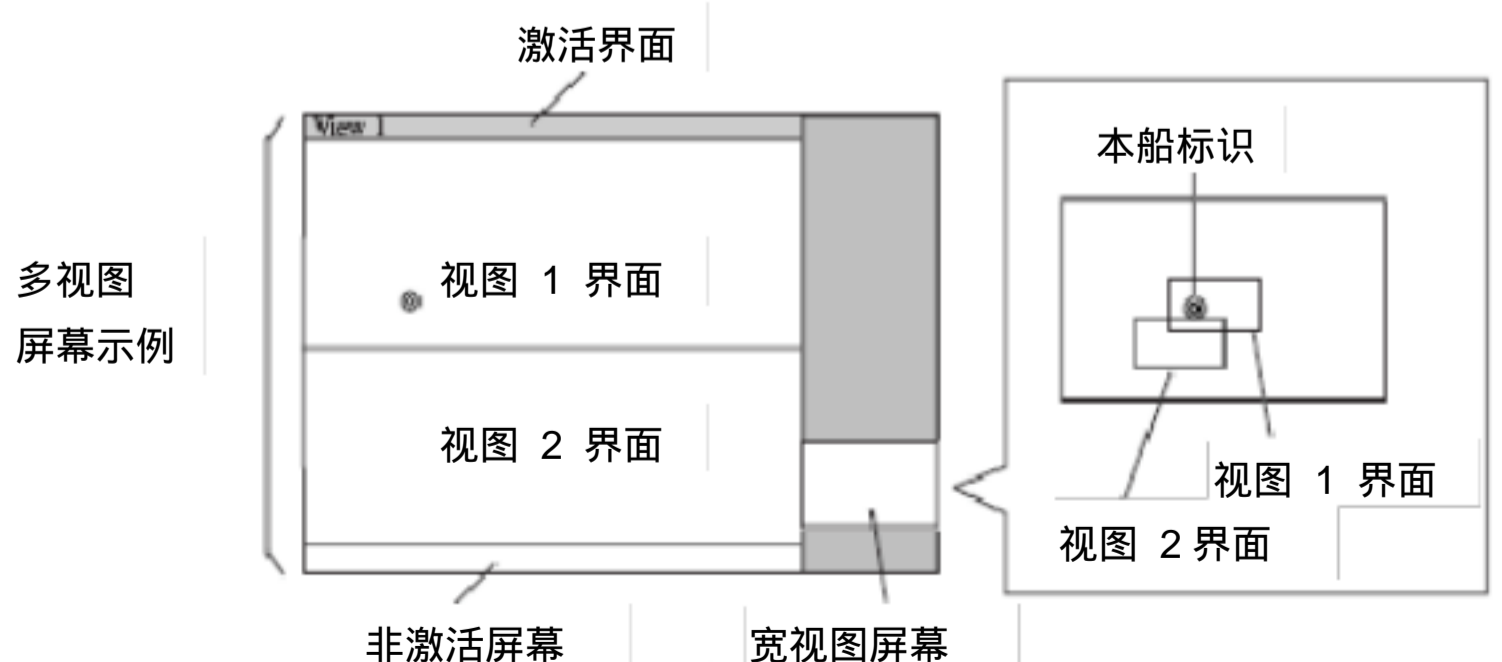 激活界面
View 1
本船标识
多视图
屏幕示例
视图 1 界面
视图 2 界面
视图 1 界面
视图 2界面
非激活屏幕
宽视图屏幕